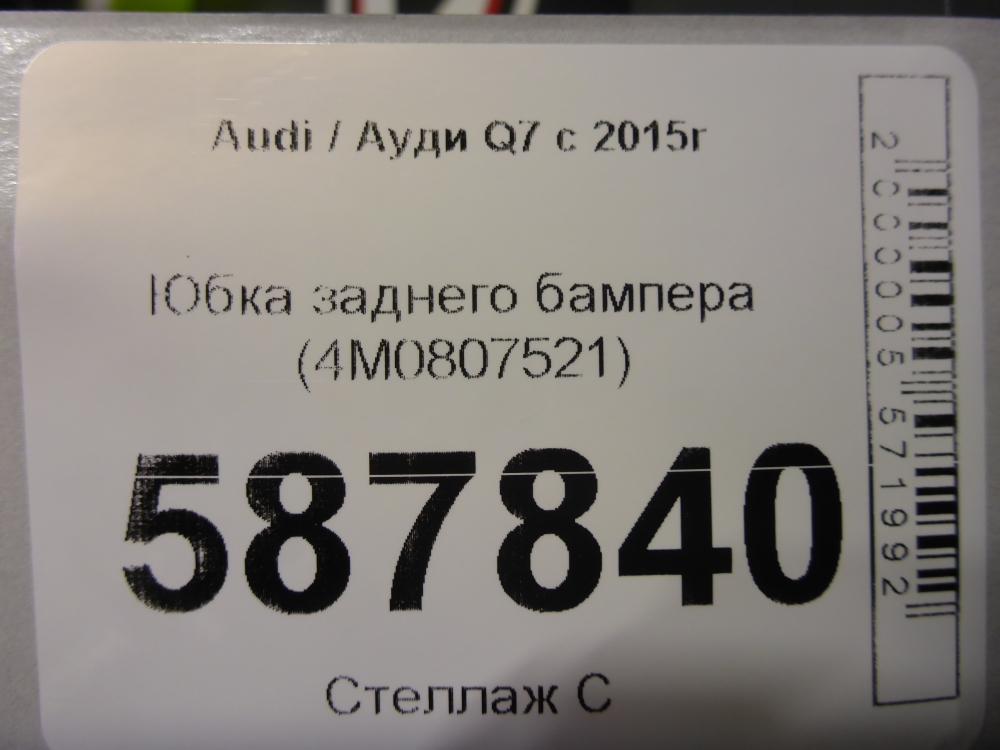 Audi / Ауди Q7 с 2015г
Юбка заднего бампера
(4M0807521)
587840
Стеллаж С
2000005571992